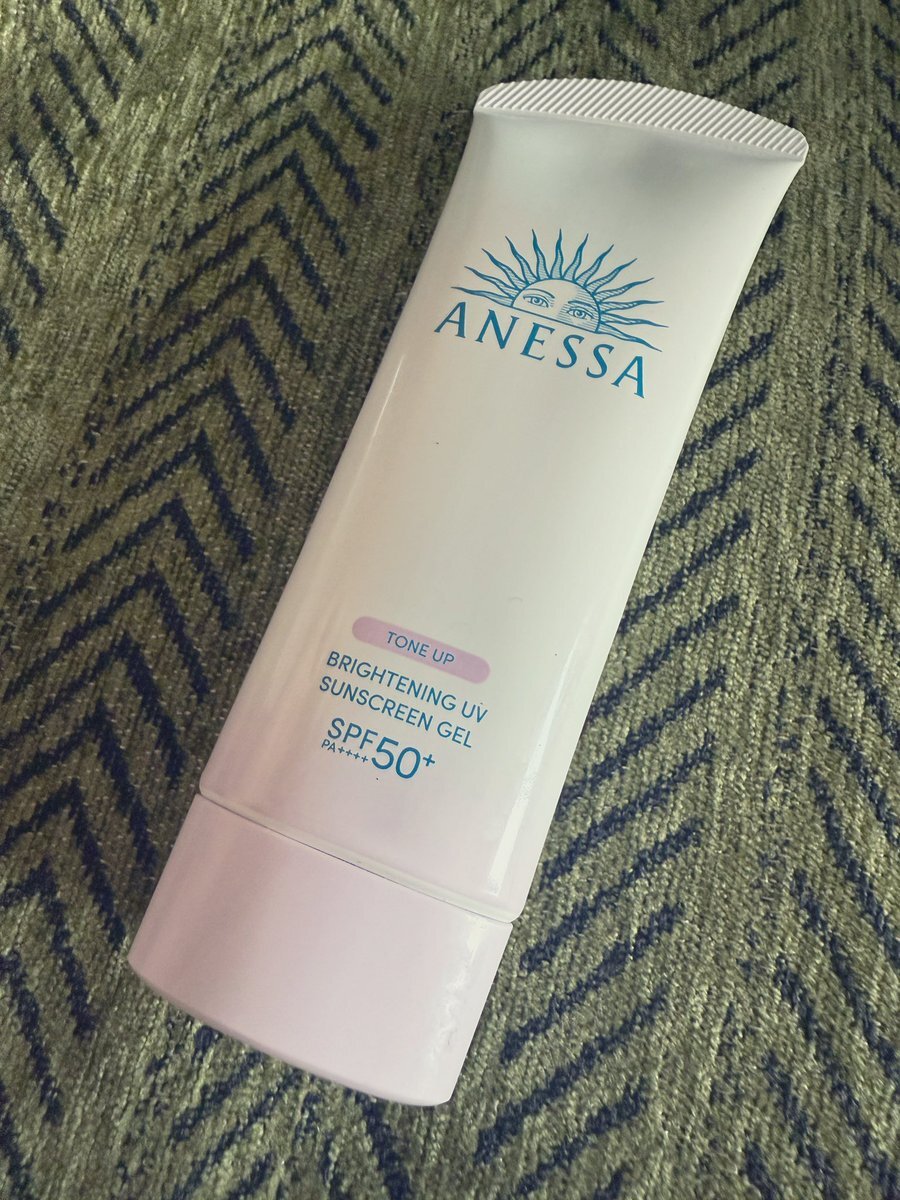 ANESSA
TONE UP
BRIGHTENING UV
SUNSCREEN GEL
SPF50+
PA++++